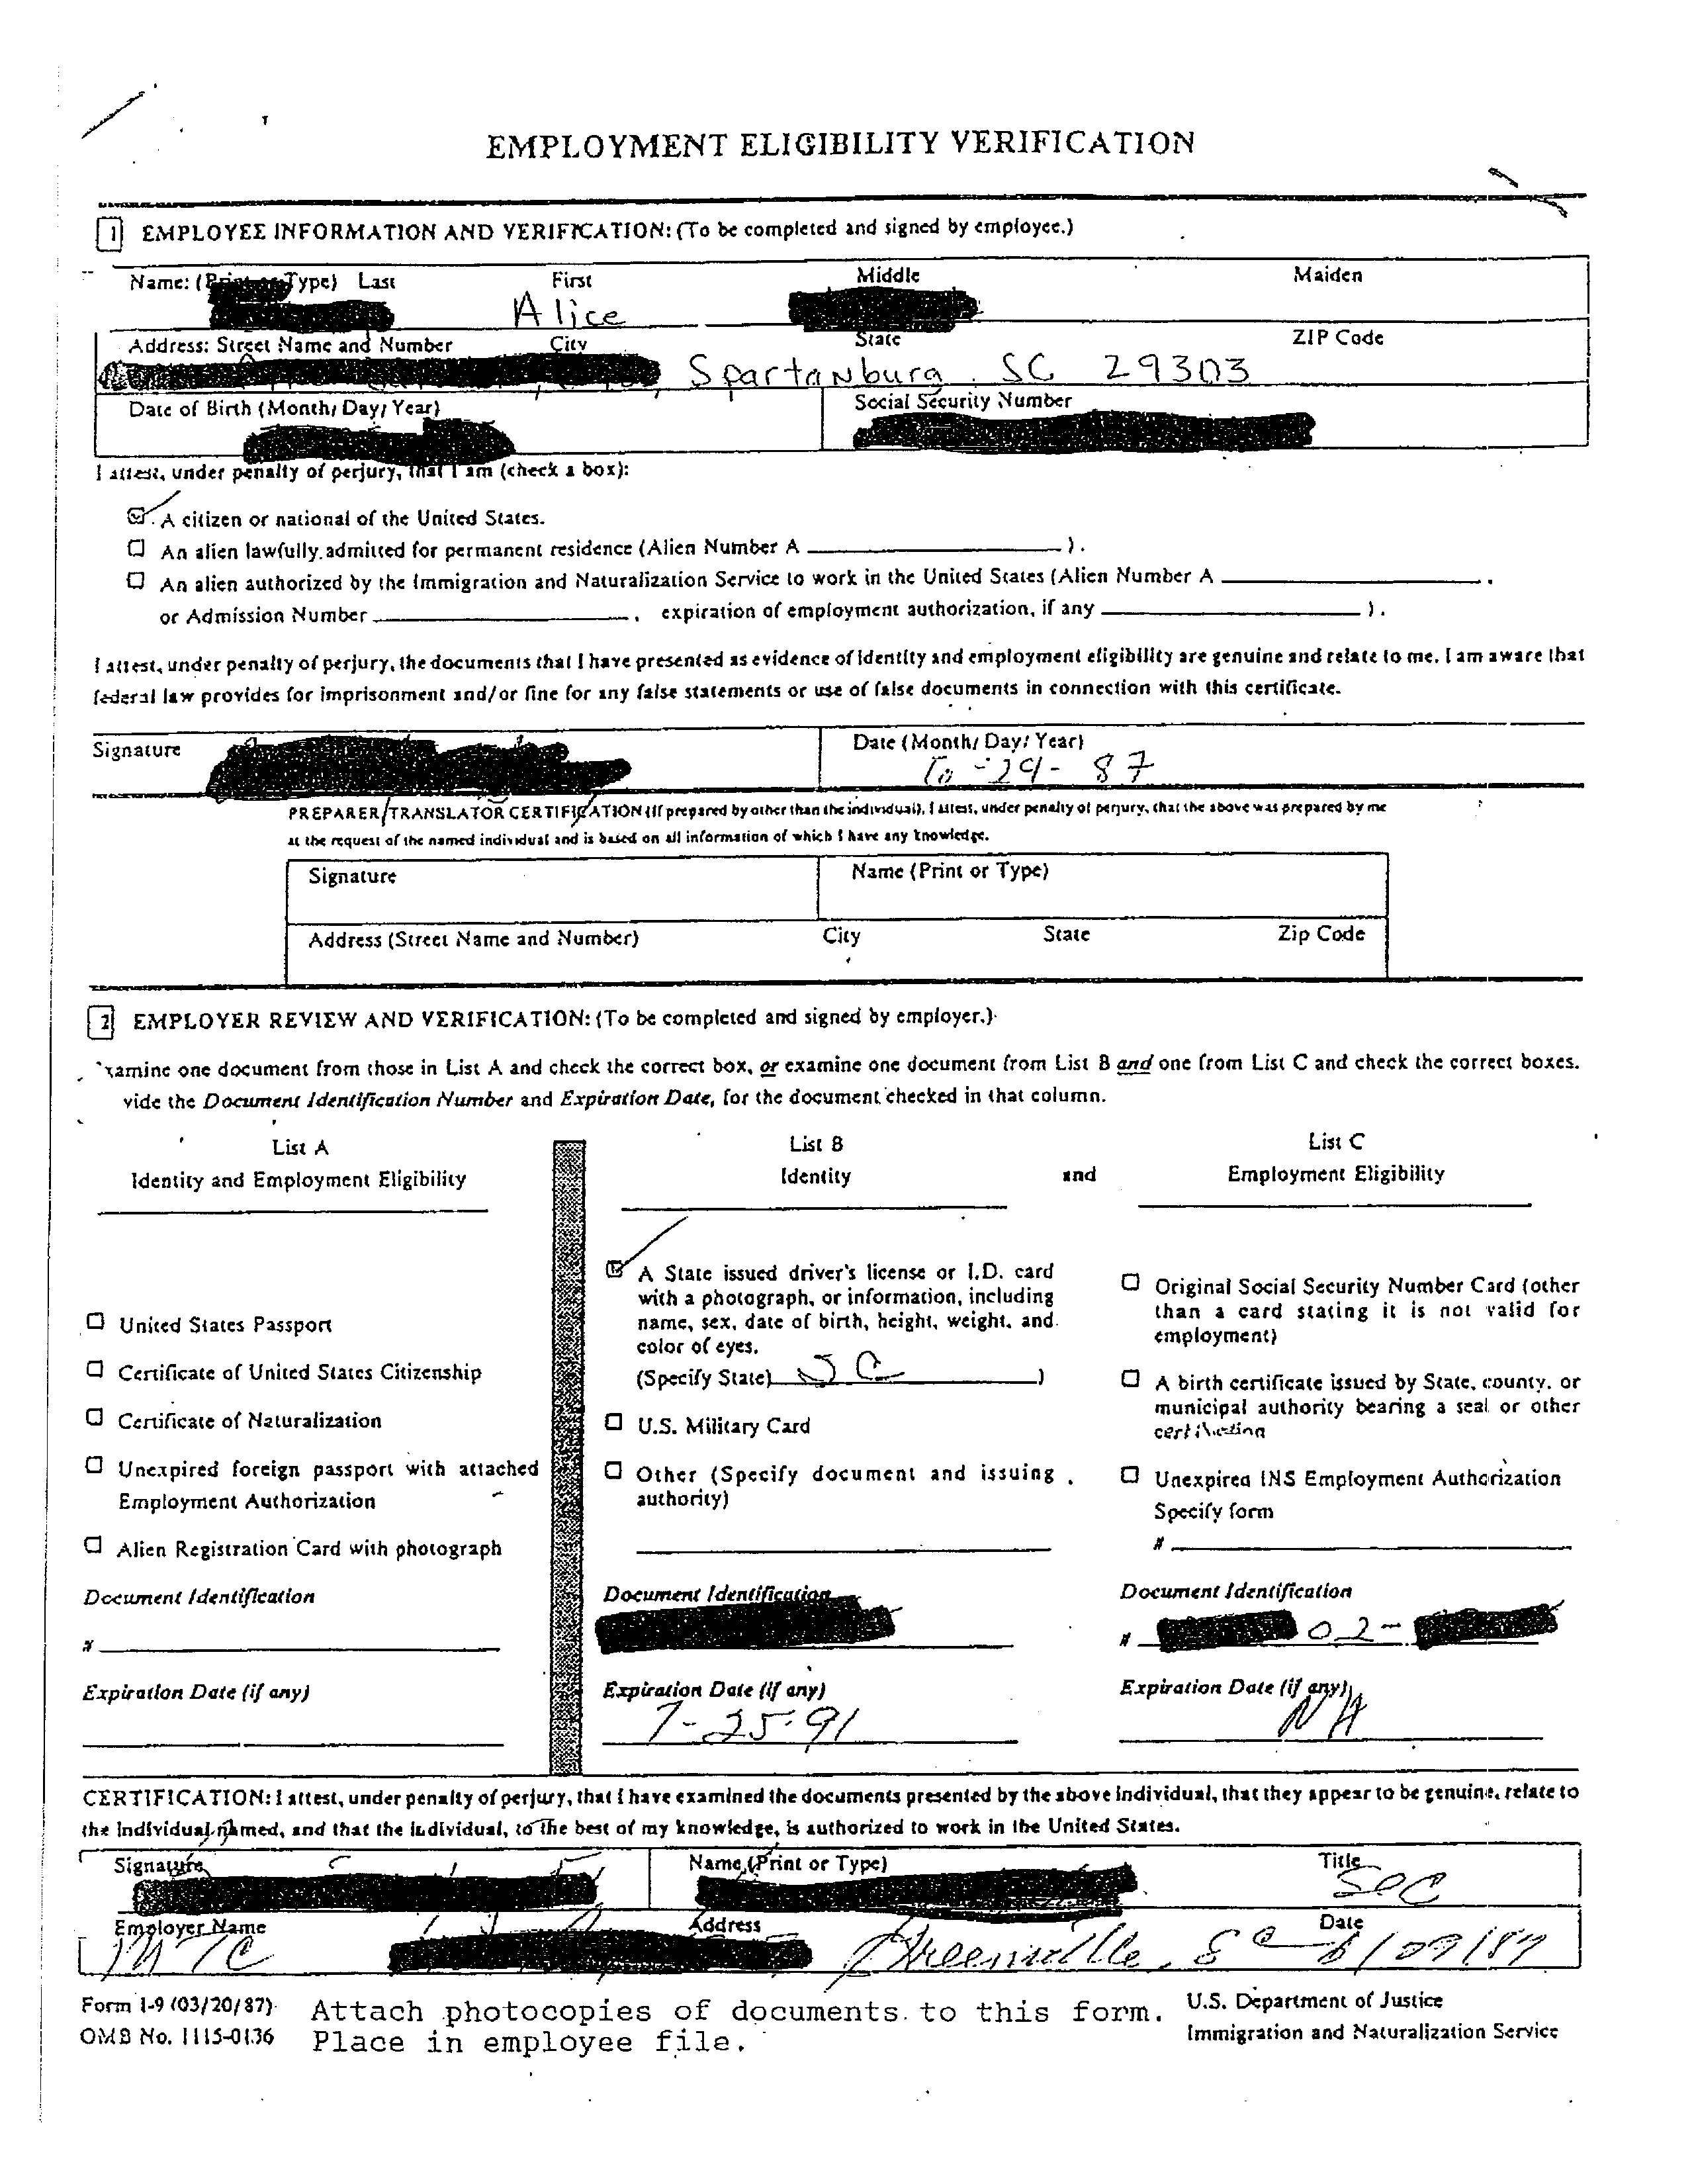 EMPLOYMENT ELIGIBILITY VERIFICATION
1 EMPLOYEE INFORMATION AND VERIFICATION: (To be completed and signed by employee.)
Name: (Print or Type) Last First Middle Maiden
Alice
Address: Street Name and Number City State ZIP Code
Spartanburg, SC 29303
Date of Birth (Month/ Day/ Year) Social Security Number
I attest, under penalty of perjury, that I am (check a box):
A citizen or national of the United States.
An alien lawfully admitted for permanent residence (Alien Number A ).
An alien authorized by the Immigration and Naturalization Service to work in the United States (Alien Number A ,
or Admission Number , expiration of employment authorization, if any ).
I attest, under penalty of perjury, the documents that I have presented as evidence of identity and employment eligibility are genuine and relate to me. I am aware that
federal law provides for imprisonment and/or fine for any false statements or use of false documents in connection with this certificate.
Signature Date (Month/ Day/ Year)
-29- 87
PREPARER/TRANSLATOR CERTIFICATION (If prepared by other than the individual). I attest, under penalty of perjury, that the above was prepared by me
at the request of the named individual and is based on all information of which I have any knowledge.
Signature Name (Print or Type)
Address (Street Name and Number) City State Zip Code
2 EMPLOYER REVIEW AND VERIFICATION: (To be completed and signed by employer.)
xamine one document from those in List A and check the correct box, or examine one document from List B and one from List C and check the correct boxes.
vide the Document Identification Number and Expiration Date, for the document checked in that column.
List A
Identity and Employment Eligibility
United States Passport
Certificate of United States Citizenship
Certificate of Naturalization
Unexpired foreign passport with attached
Employment Authorization
Alien Registration Card with photograph
Document Identification
#
Expiration Date (if any)
List B
Identity and
A State issued driver's license or I.D. card
with a photograph, or information, including
name, sex, date of birth, height, weight, and
color of eyes.
(Specify State) SC )
U.S. Military Card
Other (Specify document and issuing
authority)
Document Identification
Expiration Date (if any)
7-25-91
List C
Employment Eligibility
Original Social Security Number Card (other
than a card stating it is not valid for
employment)
A birth certificate issued by State, county, or
municipal authority bearing a seal or other
certification
Unexpired INS Employment Authorization
Specify form
#
Document Identification
# 02-
Expiration Date (if any)
NA
CERTIFICATION: I attest, under penalty of perjury, that I have examined the documents presented by the above individual, that they appear to be genuine, relate to
the individual named, and that the individual, to the best of my knowledge, is authorized to work in the United States.
Signature Name (Print or Type) Title
Sec
Employer Name Address Date
MTC Greenville, SC 6/09/87
Form I-9 (03/20/87)
OMB No. 1115-0136
Attach photocopies of documents to this form.
Place in employee file.
U.S. Department of Justice
Immigration and Naturalization Service